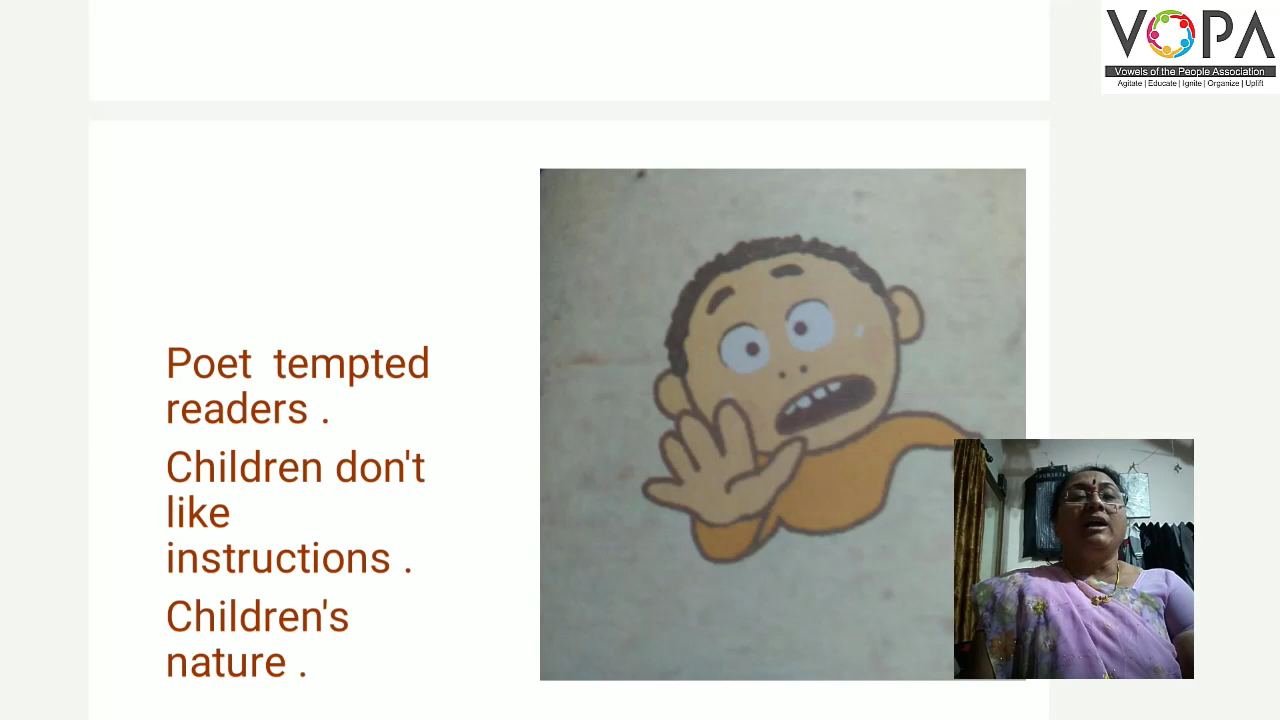 VOPA
Vowels of the People Association
Agitate | Educate | Ignite | Organize | Uplift
Poet tempted
readers .
Children don't
like
instructions .
Children's
nature .